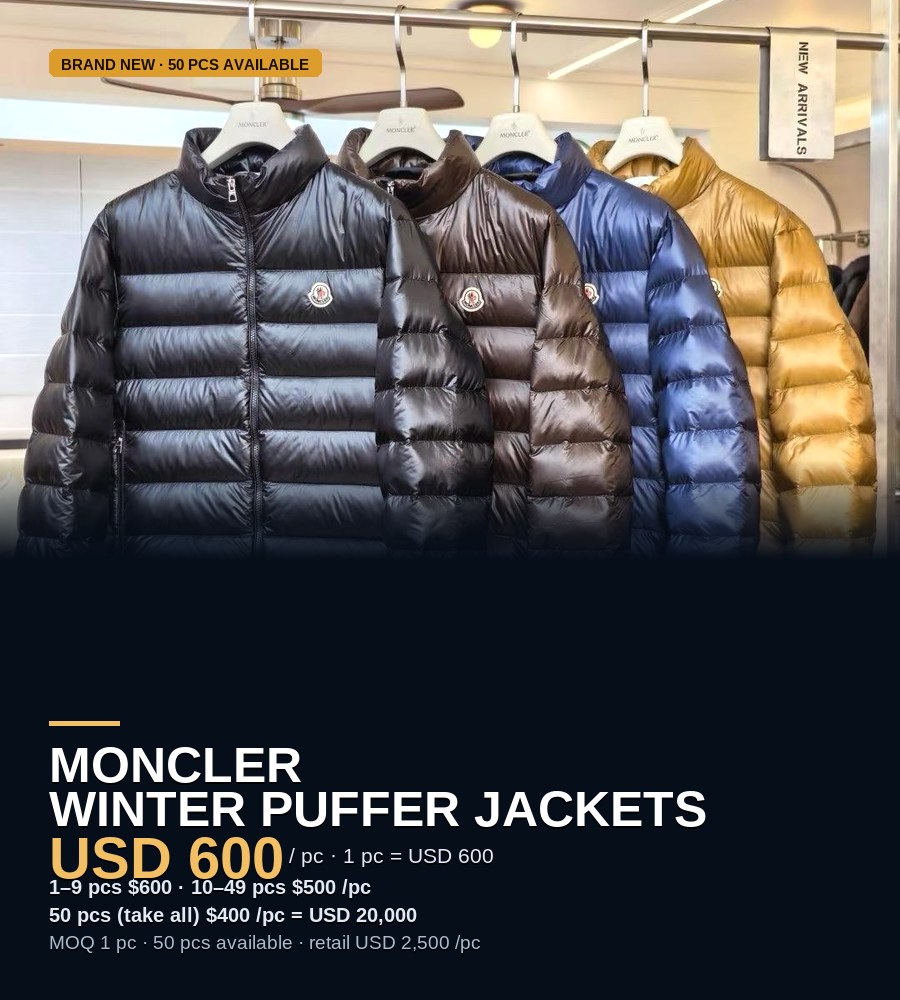 BRAND NEW · 50 PCS AVAILABLE
NEW ARRIVALS
MONCLER
MONCLER
MONCLER
MONCLER
MONCLER
WINTER PUFFER JACKETS
USD 600 / pc · 1 pc = USD 600
1–9 pcs $600 · 10–49 pcs $500 /pc
50 pcs (take all) $400 /pc = USD 20,000
MOQ 1 pc · 50 pcs available · retail USD 2,500 /pc